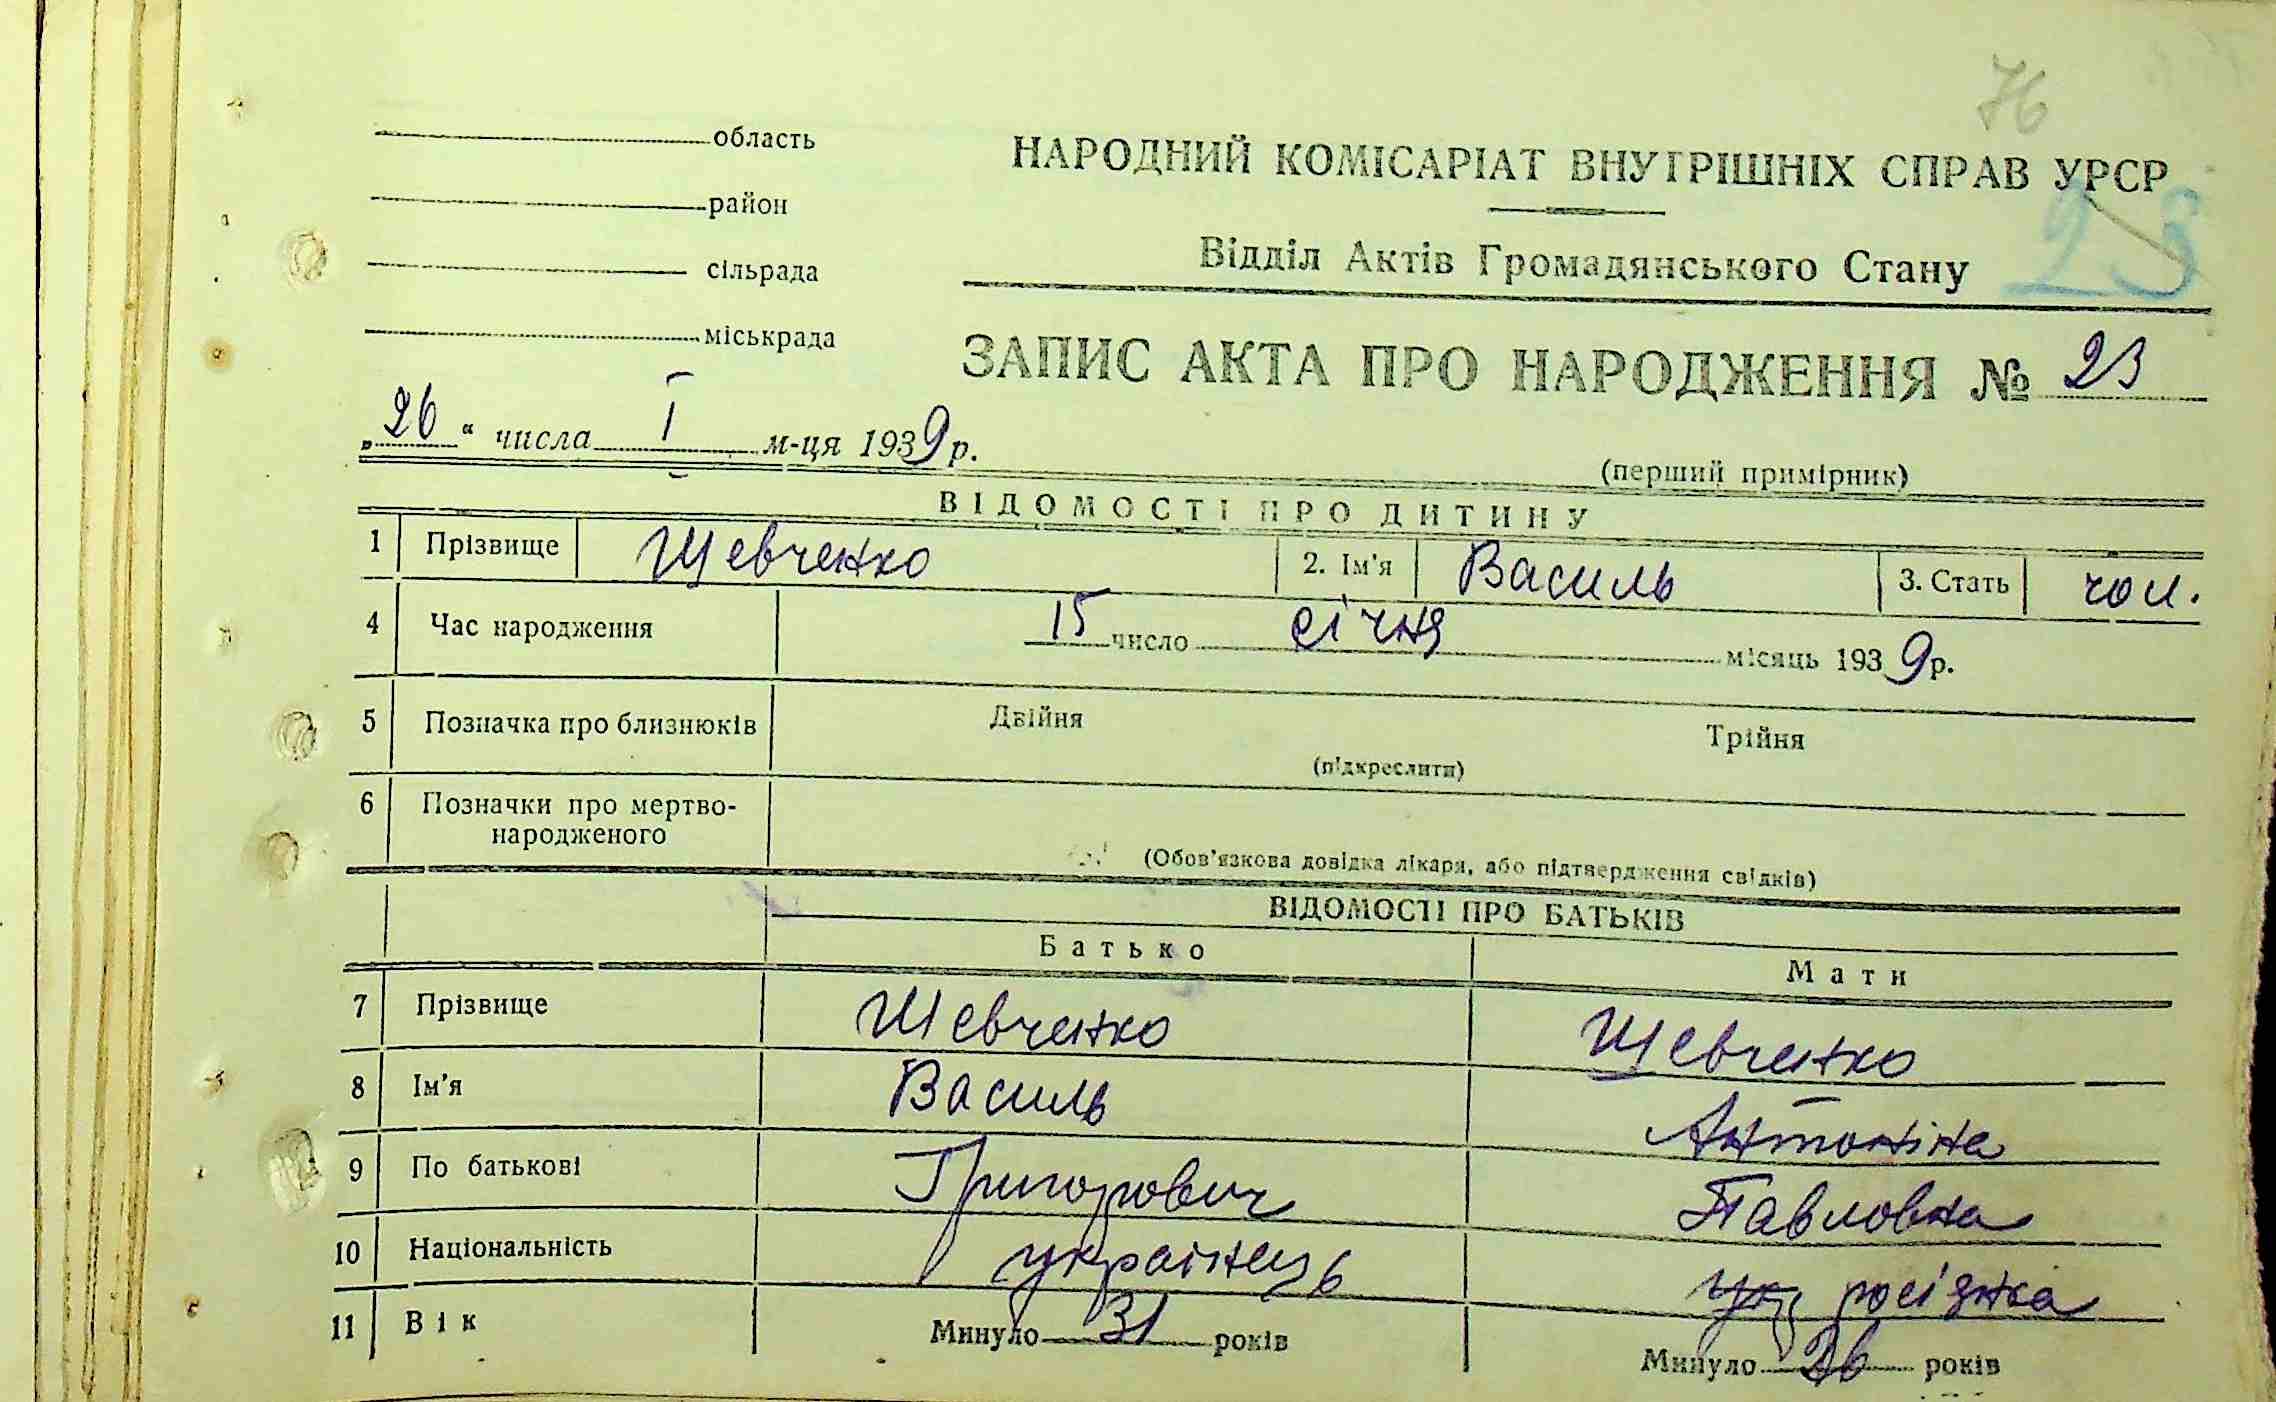 76
область
район
сільрада
міськрада
НАРОДНИЙ КОМІСАРІАТ ВНУТРІШНІХ СПРАВ УРСР
23
Відділ Актів Громадянського Стану
ЗАПИС АКТА ПРО НАРОДЖЕННЯ № 23
„26“ числа I м-ця 1939 р.
(перший примірник)
ВІДОМОСТІ ПРО ДИТИНУ
1 Прізвище Шевченко 2. Ім'я Василь 3. Стать чол.
4 Час народження 15 число січня місяць 1939 р.
5 Позначка про близнюків Двійня Трійня
(підкреслити)
6 Позначки про мертво-
народженого
(Обов'язкова довідка лікаря, або підтвердження свідків)
ВІДОМОСТІ ПРО БАТЬКІВ
Батько Мати
7 Прізвище Шевченко Шевченко
8 Ім'я Василь Антоніна
9 По батькові Григорович Павловна
10 Національність українець росіянка
11 Вік Минуло 31 років Минуло 26 років